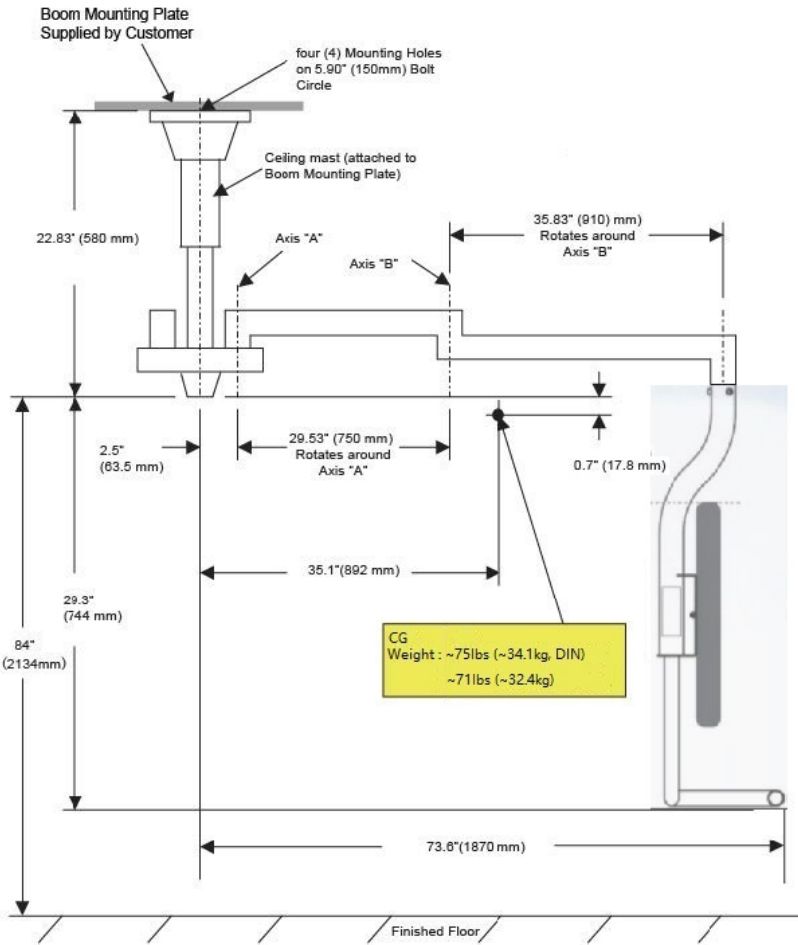 Boom Mounting Plate
Supplied by Customer
four (4) Mounting Holes
on 5.90" (150mm) Bolt
Circle
Ceiling mast (attached to
Boom Mounting Plate)
22.83" (580 mm)
Axis "A"
Axis "B"
35.83" (910) mm)
Rotates around
Axis "B"
2.5"
(63.5 mm)
29.53" (750 mm)
Rotates around
Axis "A"
0.7" (17.8 mm)
35.1"(892 mm)
29.3"
(744 mm)
84"
(2134mm)
CG
Weight : ~75lbs (~34.1kg, DIN)
~71lbs (~32.4kg)
73.6"(1870 mm)
Finished Floor